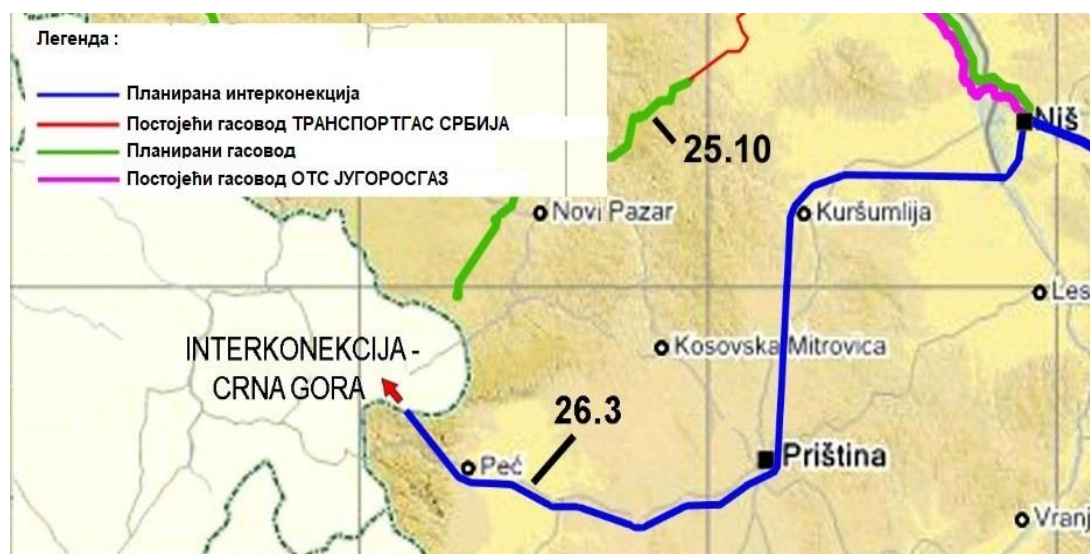 Легенда :
Планирана интерконекција
Постојећи гасовод ТРАНСПОРТГАС СРБИЈА
Планирани гасовод
Постојећи гасовод ОТС ЈУГОРОСГАЗ
25.10
Niš
Novi Pazar
Kuršumlija
Les
INTERKONEKCIJA -
CRNA GORA
Kosovska Mitrovica
26.3
Peć
Priština
Vranj